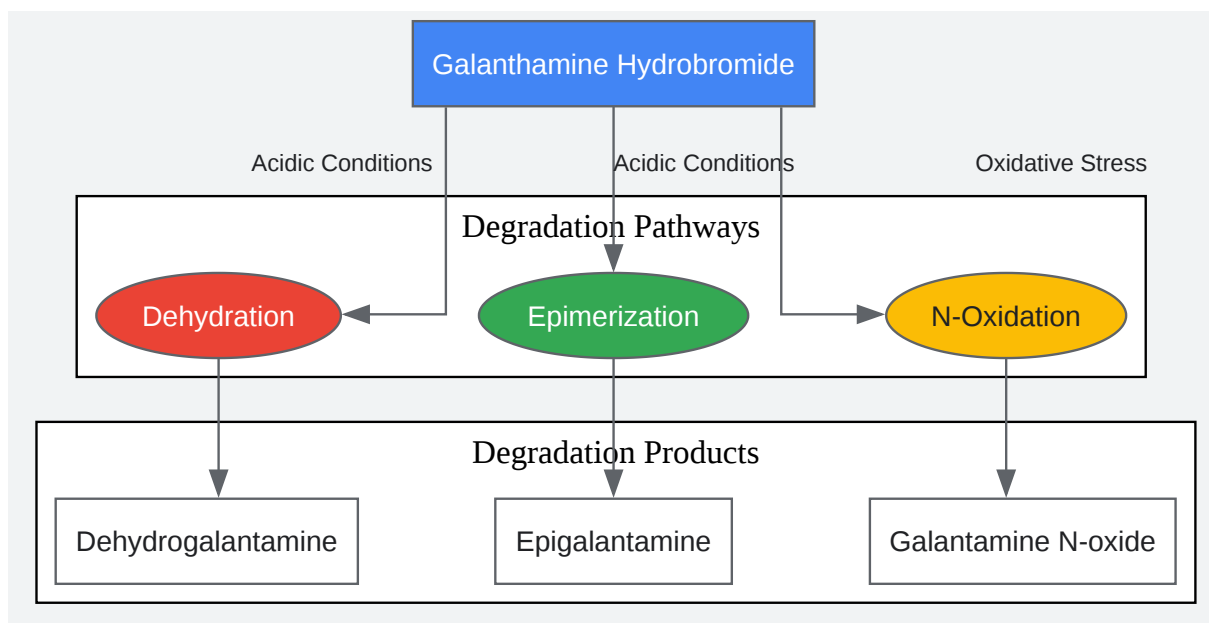 Galanthamine Hydrobromide
Acidic Conditions
Acidic Conditions
Oxidative Stress
Degradation Pathways
Dehydration
Epimerization
N-Oxidation
Degradation Products
Dehydrogalantamine
Epigalantamine
Galantamine N-oxide